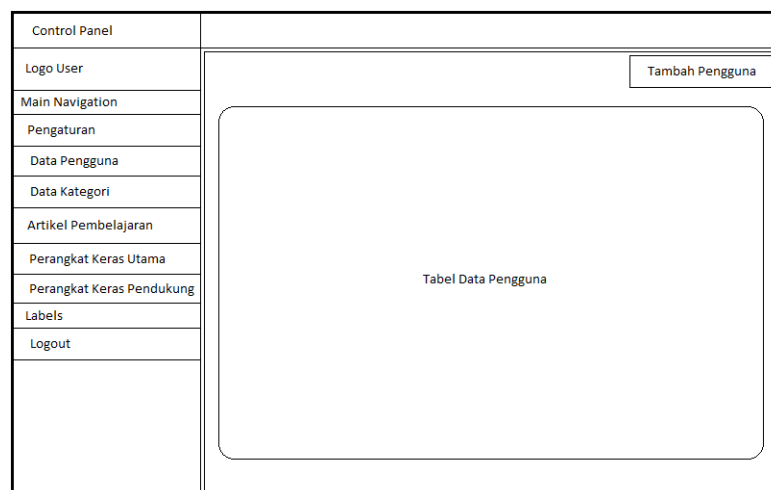 Control Panel
Logo User
Main Navigation
Pengaturan
Data Pengguna
Data Kategori
Artikel Pembelajaran
Perangkat Keras Utama
Perangkat Keras Pendukung
Labels
Logout
Tambah Pengguna
Tabel Data Pengguna